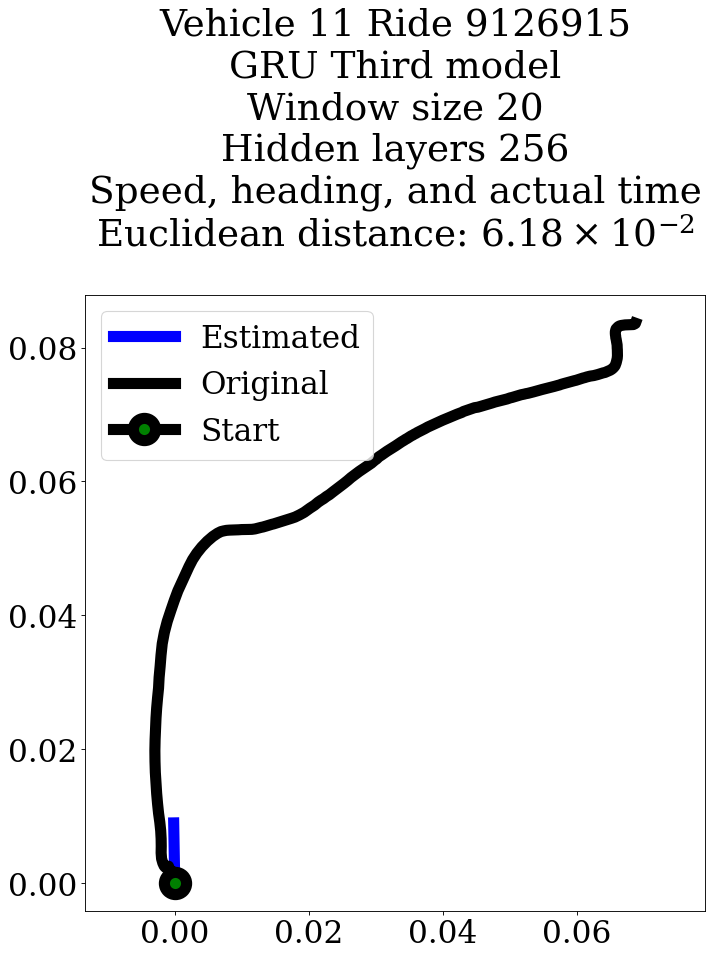 Vehicle 11 Ride 9126915
GRU Third model
Window size 20
Hidden layers 256
Speed, heading, and actual time
Euclidean distance: 6.18 × 10⁻²
Estimated
Original
Start
0.08
0.06
0.04
0.02
0.00
0.00 0.02 0.04 0.06